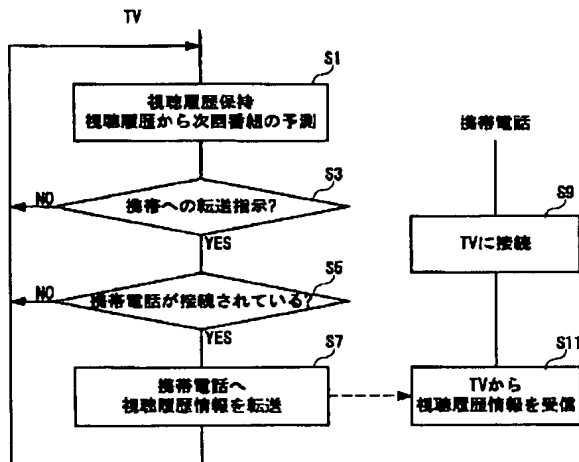 TV
S1
視聴履歴保持
視聴履歴から次回番組の予測
S3
携帯への転送指示?
NO
YES
S5
携帯電話が接続されている?
NO
YES
S7
携帯電話へ
視聴履歴情報を転送
携帯電話
S9
TVに接続
S11
TVから
視聴履歴情報を受信